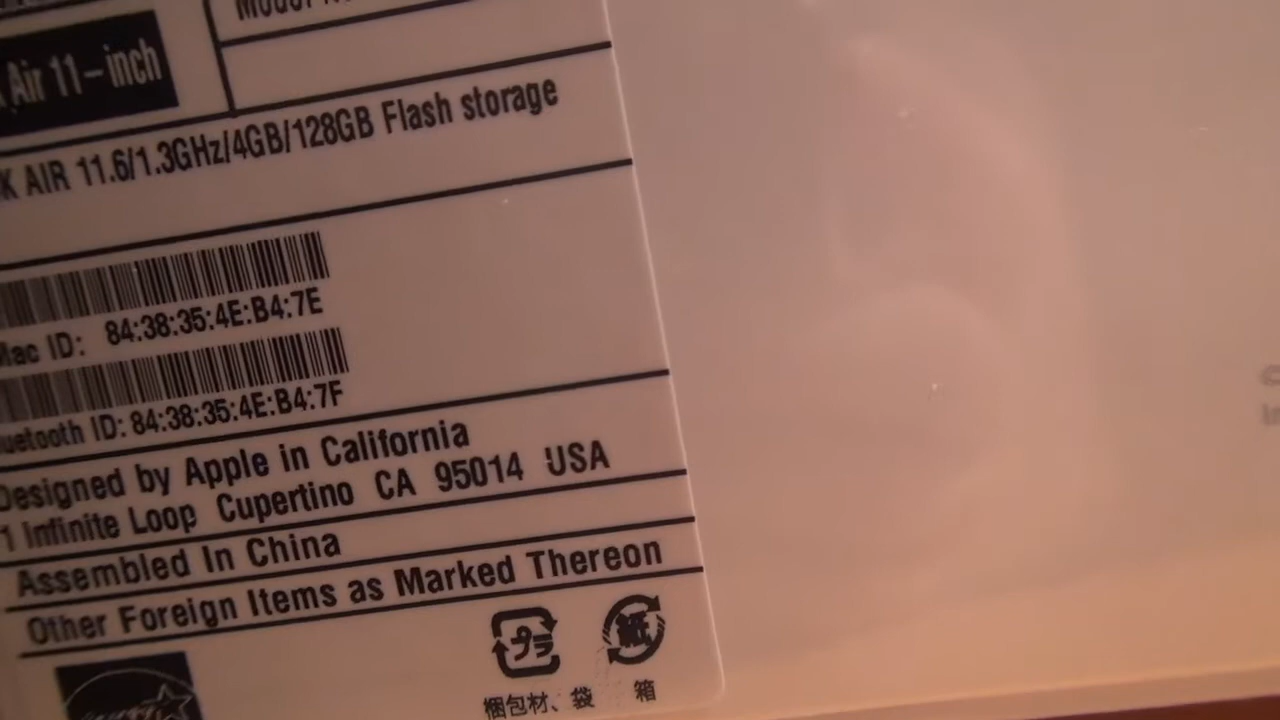 Air 11-inch
AIR 11.6/1.3GHz/4GB/128GB Flash storage
Mac ID: 84:38:35:4E:B4:7E
ID: 84:38:35:4E:B4:7F
Designed by Apple in California
1 Infinite Loop Cupertino CA 95014 USA
Assembled In China
Other Foreign Items as Marked Thereon
プラ 紙
梱包材、袋 箱